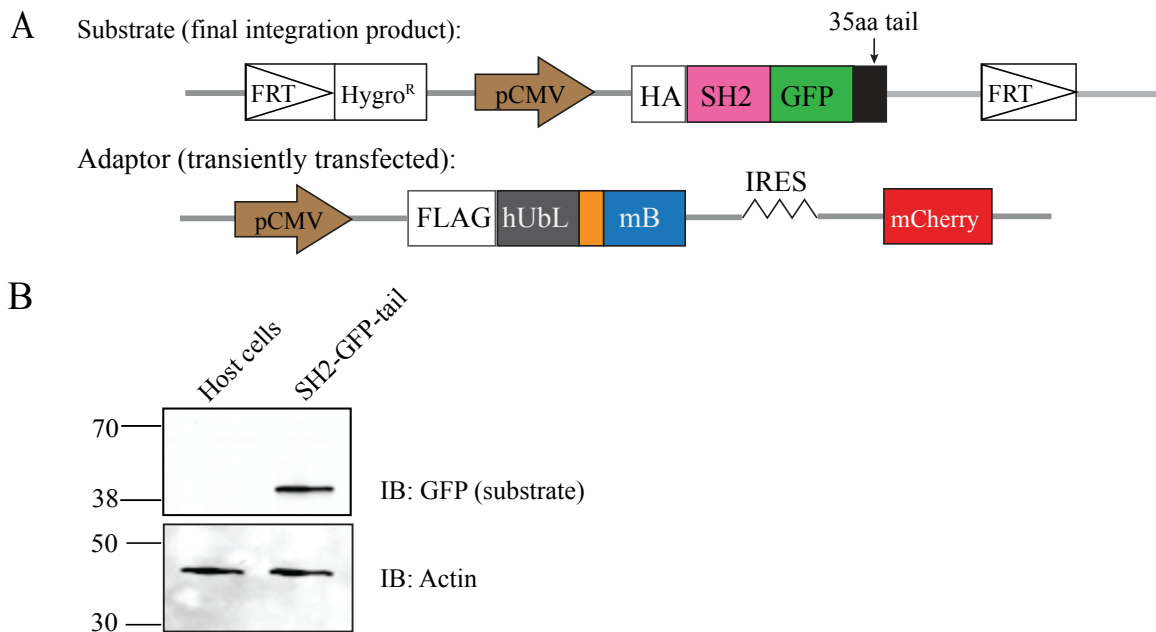 A
Substrate (final integration product):
35aa tail
FRT
Hygroᴿ
pCMV
HA
SH2
GFP
FRT
Adaptor (transiently transfected):
IRES
pCMV
FLAG
hUbL
mB
mCherry
B
Host cells
SH2-GFP-tail
70
38
IB: GFP (substrate)
50
30
IB: Actin